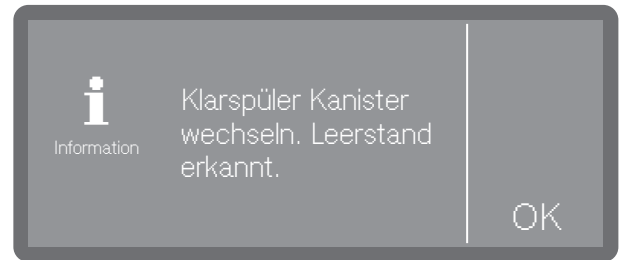 Information
Klarspüler Kanister
wechseln. Leerstand
erkannt.
OK